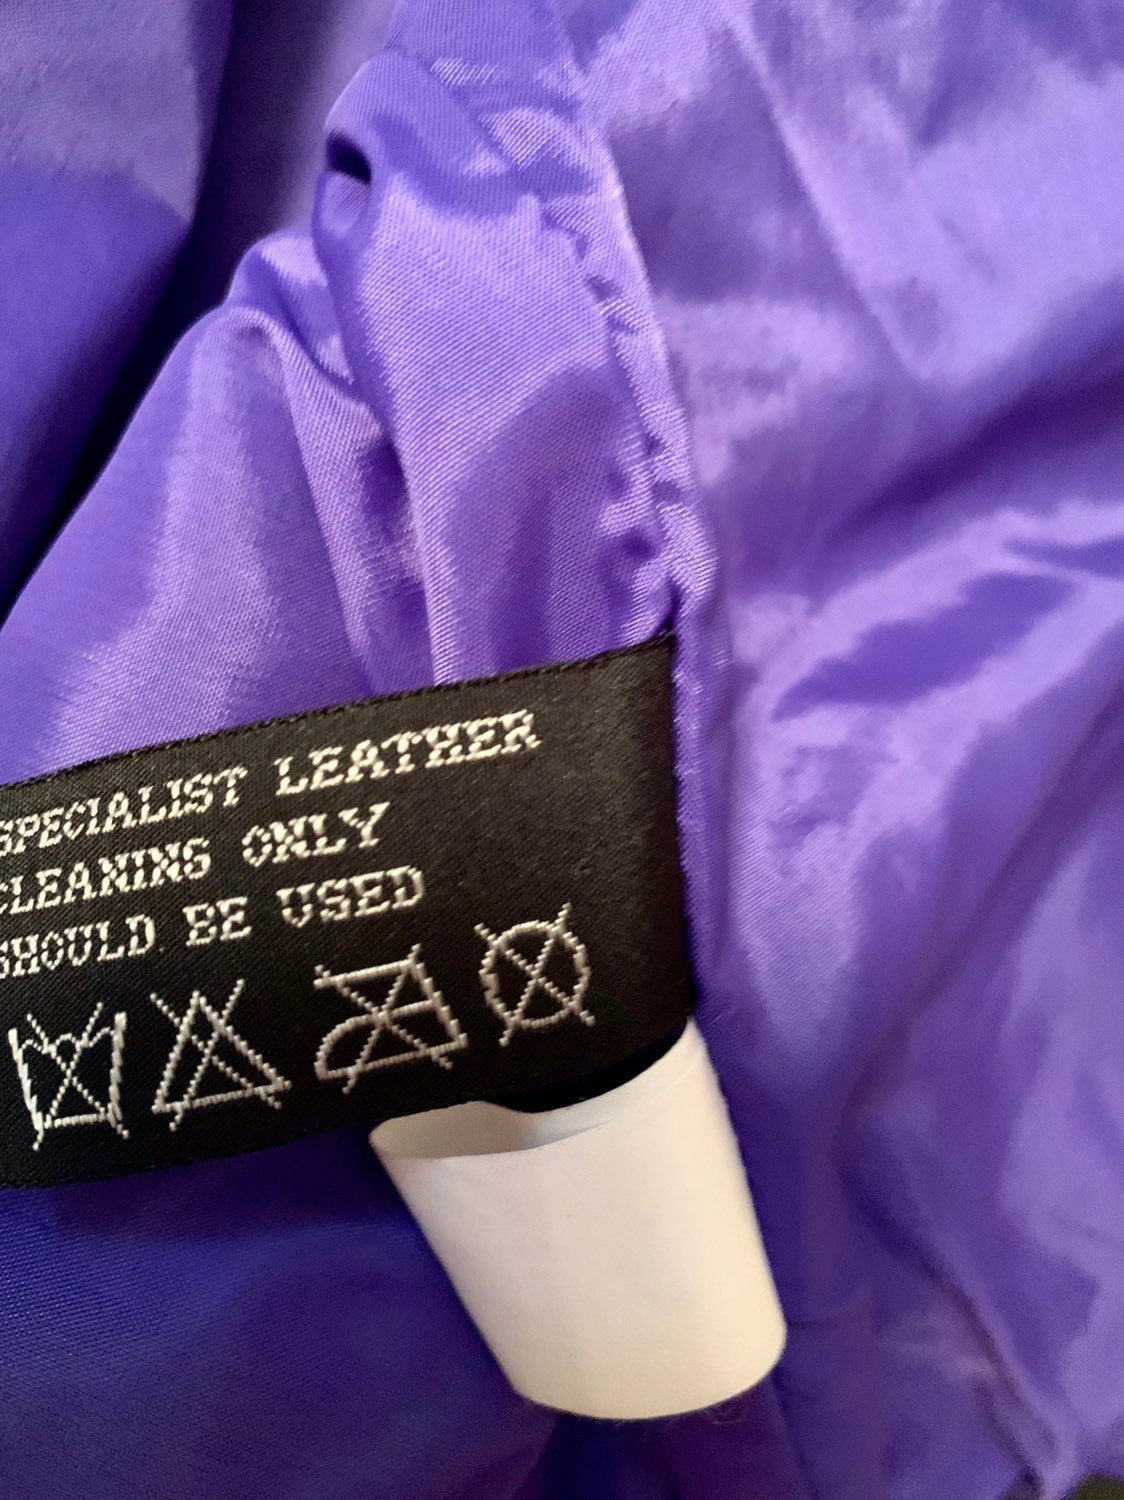 SPECIALIST LEATHER
CLEANING ONLY
SHOULD BE USED